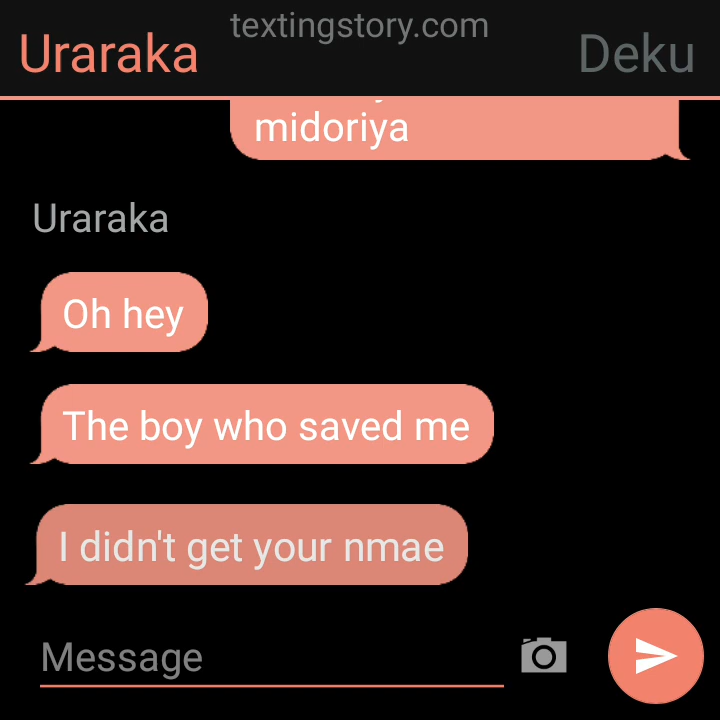 textingstory.com
Uraraka
Deku
midoriya
Uraraka
Oh hey
The boy who saved me
I didn't get your nmae
Message